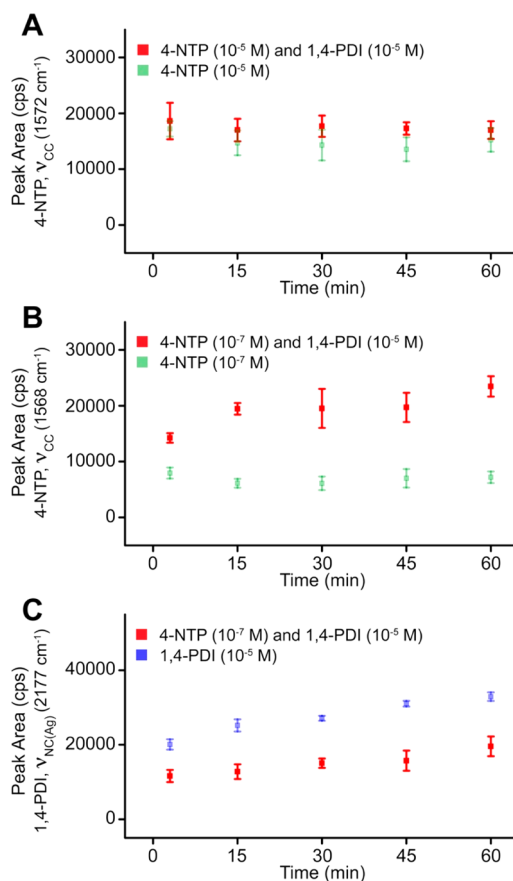 A
Peak Area (cps)
4-NTP, νCC (1572 cm⁻¹)
30000
20000
10000
0
4-NTP (10⁻⁵ M) and 1,4-PDI (10⁻⁵ M)
4-NTP (10⁻⁵ M)
0 15 30 45 60
Time (min)
B
Peak Area (cps)
4-NTP, νCC (1568 cm⁻¹)
30000
20000
10000
0
4-NTP (10⁻⁷ M) and 1,4-PDI (10⁻⁵ M)
4-NTP (10⁻⁷ M)
0 15 30 45 60
Time (min)
C
Peak Area (cps)
1,4-PDI, νNC(Ag) (2177 cm⁻¹)
40000
20000
0
4-NTP (10⁻⁷ M) and 1,4-PDI (10⁻⁵ M)
1,4-PDI (10⁻⁵ M)
0 15 30 45 60
Time (min)